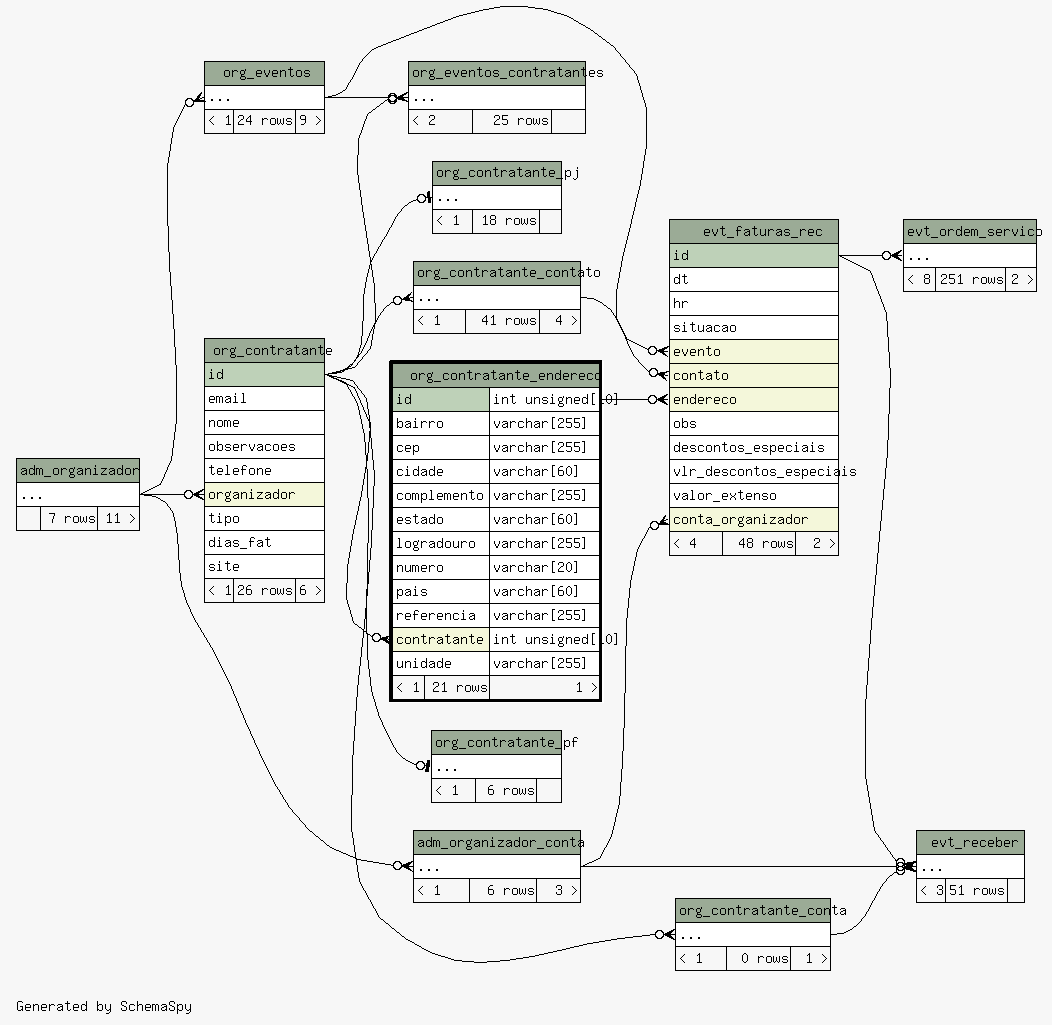 org_eventos
...
< 1 24 rows 9 >
org_eventos_contratantes
...
< 2 25 rows
org_contratante_pj
...
< 1 18 rows
org_contratante_contato
...
< 1 41 rows 4 >
evt_faturas_rec
id
dt
hr
situacao
evento
contato
endereco
obs
descontos_especiais
vlr_descontos_especiais
valor_extenso
conta_organizador
< 4 48 rows 2 >
evt_ordem_servico
...
< 8 251 rows 2 >
org_contratante
id
email
nome
observacoes
telefone
organizador
tipo
dias_fat
site
< 1 26 rows 6 >
org_contratante_endereco
id int unsigned[10]
bairro varchar[255]
cep varchar[255]
cidade varchar[60]
complemento varchar[255]
estado varchar[60]
logradouro varchar[255]
numero varchar[20]
pais varchar[60]
referencia varchar[255]
contratante int unsigned[10]
unidade varchar[255]
< 1 21 rows 1 >
adm_organizador
...
7 rows 11 >
org_contratante_pf
...
< 1 6 rows
adm_organizador_conta
...
< 1 6 rows 3 >
evt_receber
...
< 3 51 rows
org_contratante_conta
...
< 1 0 rows 1 >
Generated by SchemaSpy